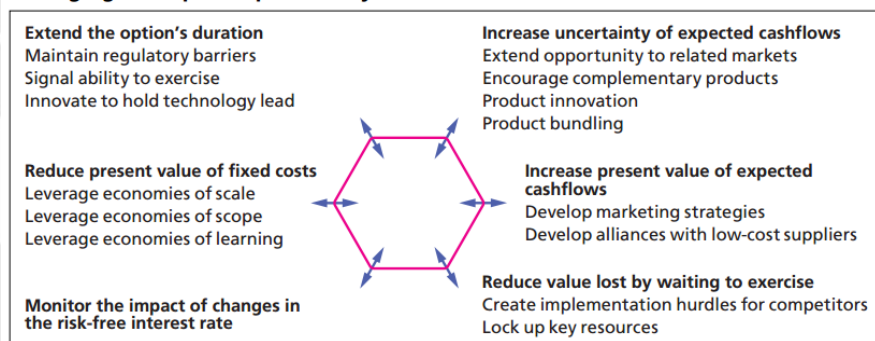 Extend the option's duration
Maintain regulatory barriers
Signal ability to exercise
Innovate to hold technology lead
Increase uncertainty of expected cashflows
Extend opportunity to related markets
Encourage complementary products
Product innovation
Product bundling
Reduce present value of fixed costs
Leverage economies of scale
Leverage economies of scope
Leverage economies of learning
Increase present value of expected
cashflows
Develop marketing strategies
Develop alliances with low-cost suppliers
Monitor the impact of changes in
the risk-free interest rate
Reduce value lost by waiting to exercise
Create implementation hurdles for competitors
Lock up key resources